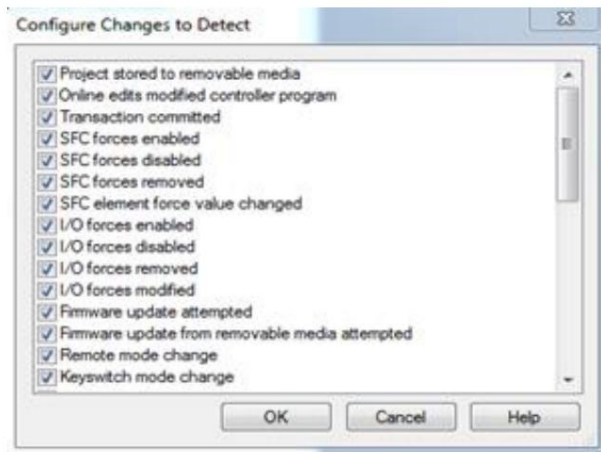 Configure Changes to Detect
Project stored to removable media
Online edits modified controller program
Transaction committed
SFC forces enabled
SFC forces disabled
SFC forces removed
SFC element force value changed
I/O forces enabled
I/O forces disabled
I/O forces removed
I/O forces modified
Firmware update attempted
Firmware update from removable media attempted
Remote mode change
Keyswitch mode change
OK Cancel Help